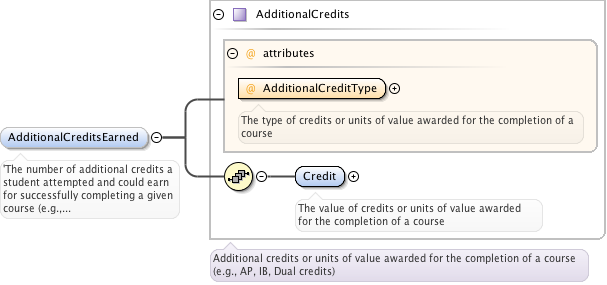 AdditionalCredits
@ attributes
@ AdditionalCreditType
The type of credits or units of value awarded for the completion of a
course
AdditionalCreditsEarned
'The number of additional credits a
student attempted and could earn
for successfully completing a given
course (e.g.,...
Credit
The value of credits or units of value awarded
for the completion of a course
Additional credits or units of value awarded for the completion of a course
(e.g., AP, IB, Dual credits)